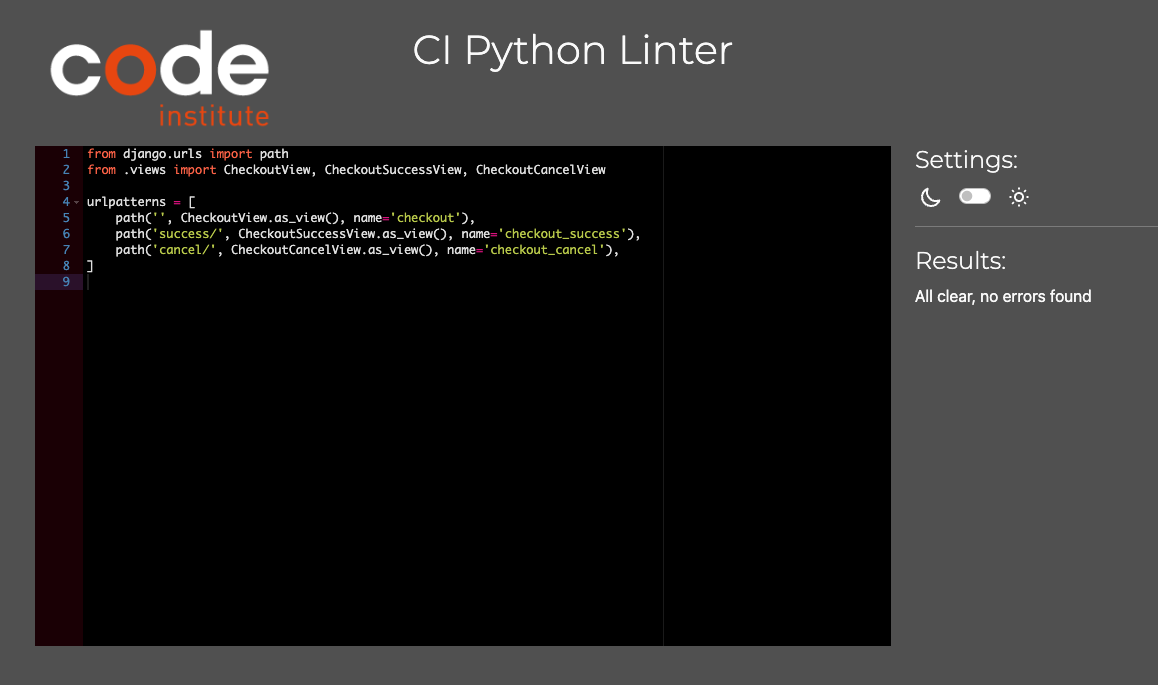 code
institute
CI Python Linter
1 from django.urls import path
2 from .views import CheckoutView, CheckoutSuccessView, CheckoutCancelView
3
4 urlpatterns = [
5     path('', CheckoutView.as_view(), name='checkout'),
6     path('success/', CheckoutSuccessView.as_view(), name='checkout_success'),
7     path('cancel/', CheckoutCancelView.as_view(), name='checkout_cancel'),
8 ]
9
Settings:
Results:
All clear, no errors found